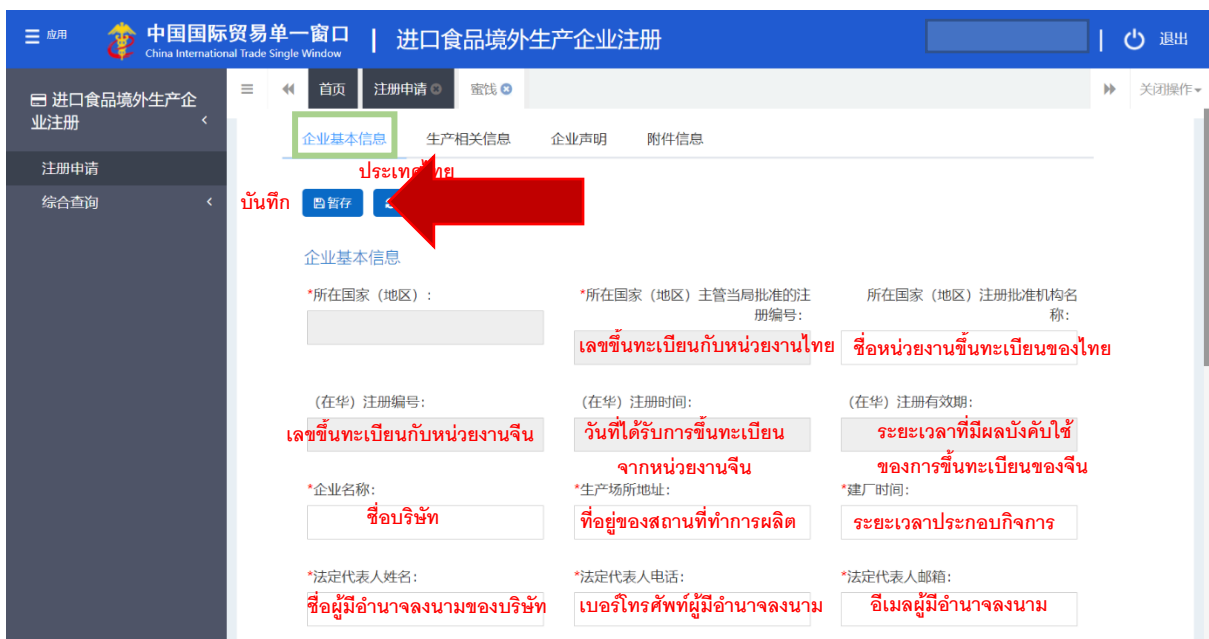 应用
中国国际贸易单一窗口
China International Trade Single Window
进口食品境外生产企业注册
退出
进口食品境外生产企业注册
注册申请
综合查询
首页
注册申请
蜜饯
关闭操作
企业基本信息
生产相关信息
企业声明
附件信息
บันทึก
暂存
企业基本信息
*所在国家（地区）:
*所在国家（地区）主管当局批准的注
册编号:
所在国家（地区）注册批准机构名
称:
เลขขึ้นทะเบียนกับหน่วยงานไทย
ชื่อหน่วยงานขึ้นทะเบียนของไทย
（在华）注册编号:
（在华）注册时间:
（在华）注册有效期:
เลขขึ้นทะเบียนกับหน่วยงานจีน
วันที่ได้รับการขึ้นทะเบียน
จากหน่วยงานจีน
ระยะเวลาที่มีผลบังคับใช้
ของการขึ้นทะเบียนของจีน
*企业名称:
*生产场所地址:
*建厂时间:
ชื่อบริษัท
ที่อยู่ของสถานที่ทำการผลิต
ระยะเวลาประกอบกิจการ
*法定代表人姓名:
*法定代表人电话:
*法定代表人邮箱:
ชื่อผู้มีอำนาจลงนามของบริษัท
เบอร์โทรศัพท์ผู้มีอำนาจลงนาม
อีเมลผู้มีอำนาจลงนาม